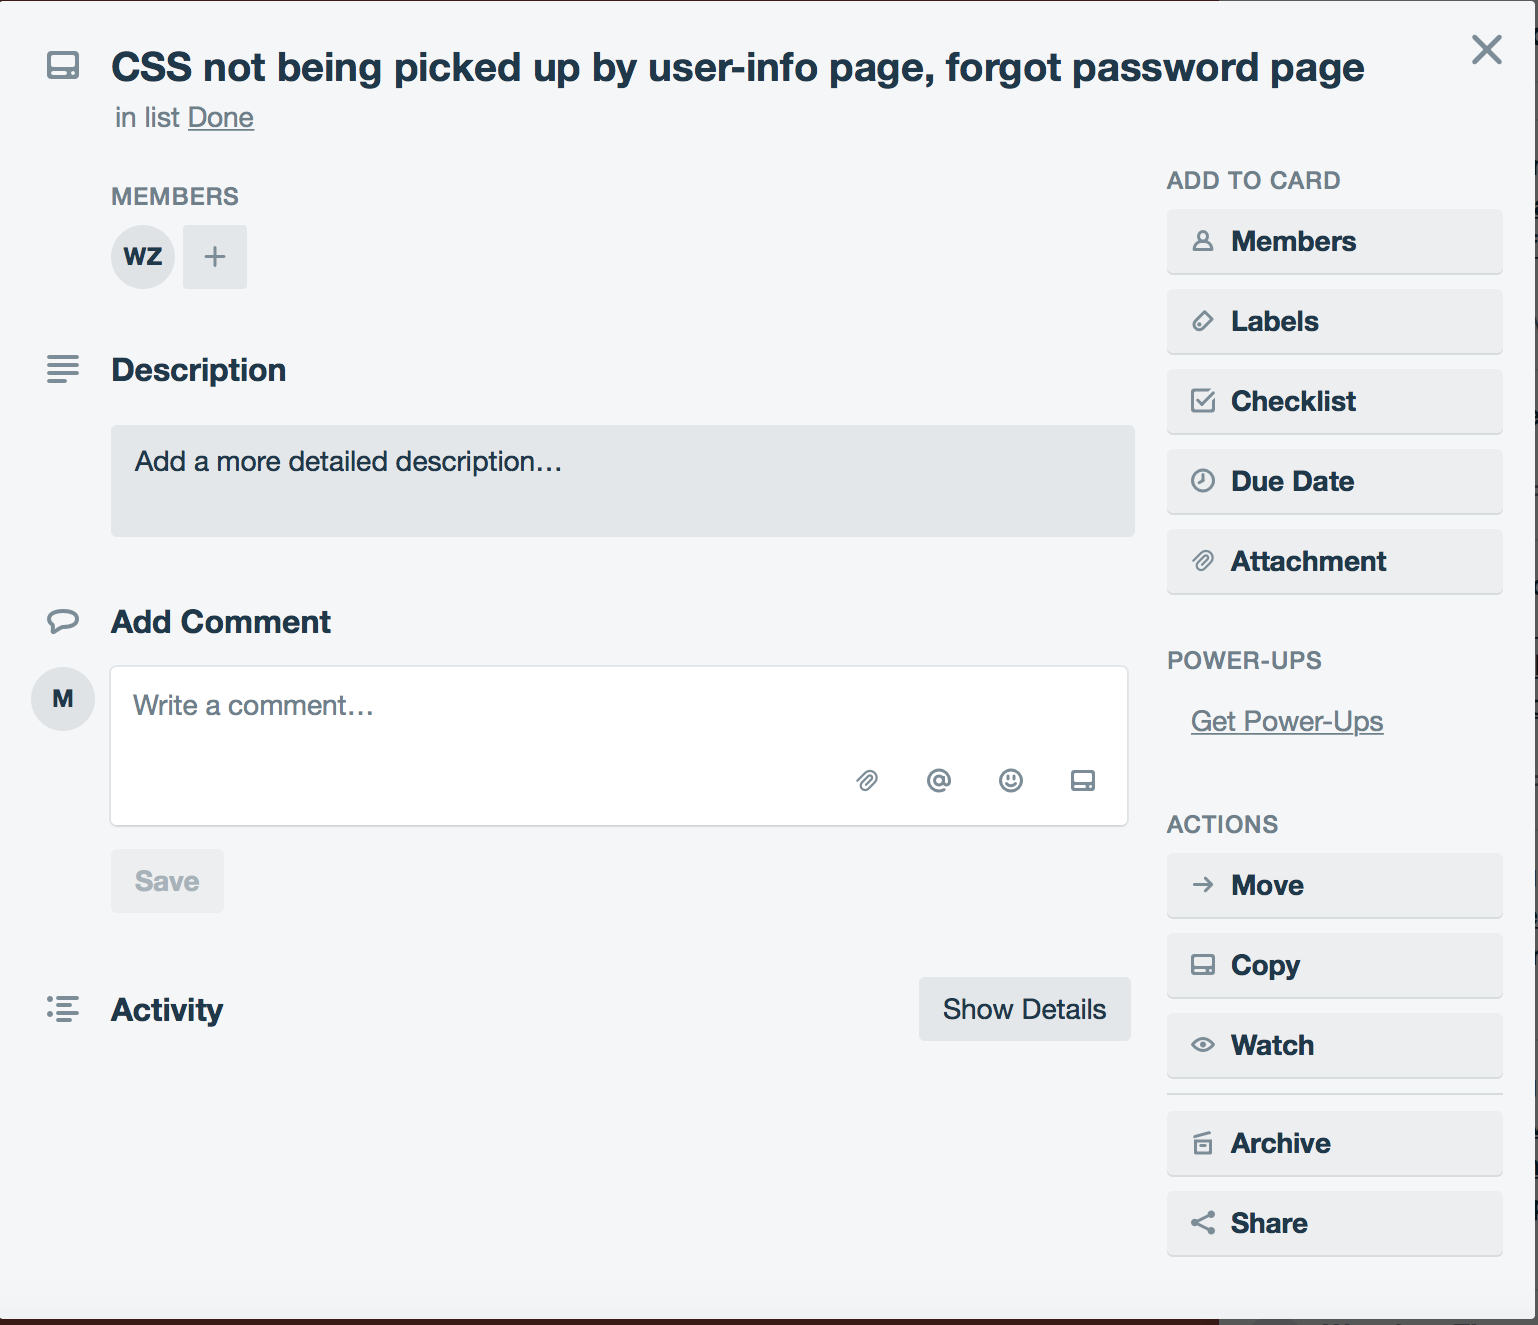 CSS not being picked up by user-info page, forgot password page
in list Done
MEMBERS
WZ
Description
Add a more detailed description…
Add Comment
M
Write a comment…
Save
Activity
Show Details
ADD TO CARD
Members
Labels
Checklist
Due Date
Attachment
POWER-UPS
Get Power-Ups
ACTIONS
Move
Copy
Watch
Archive
Share